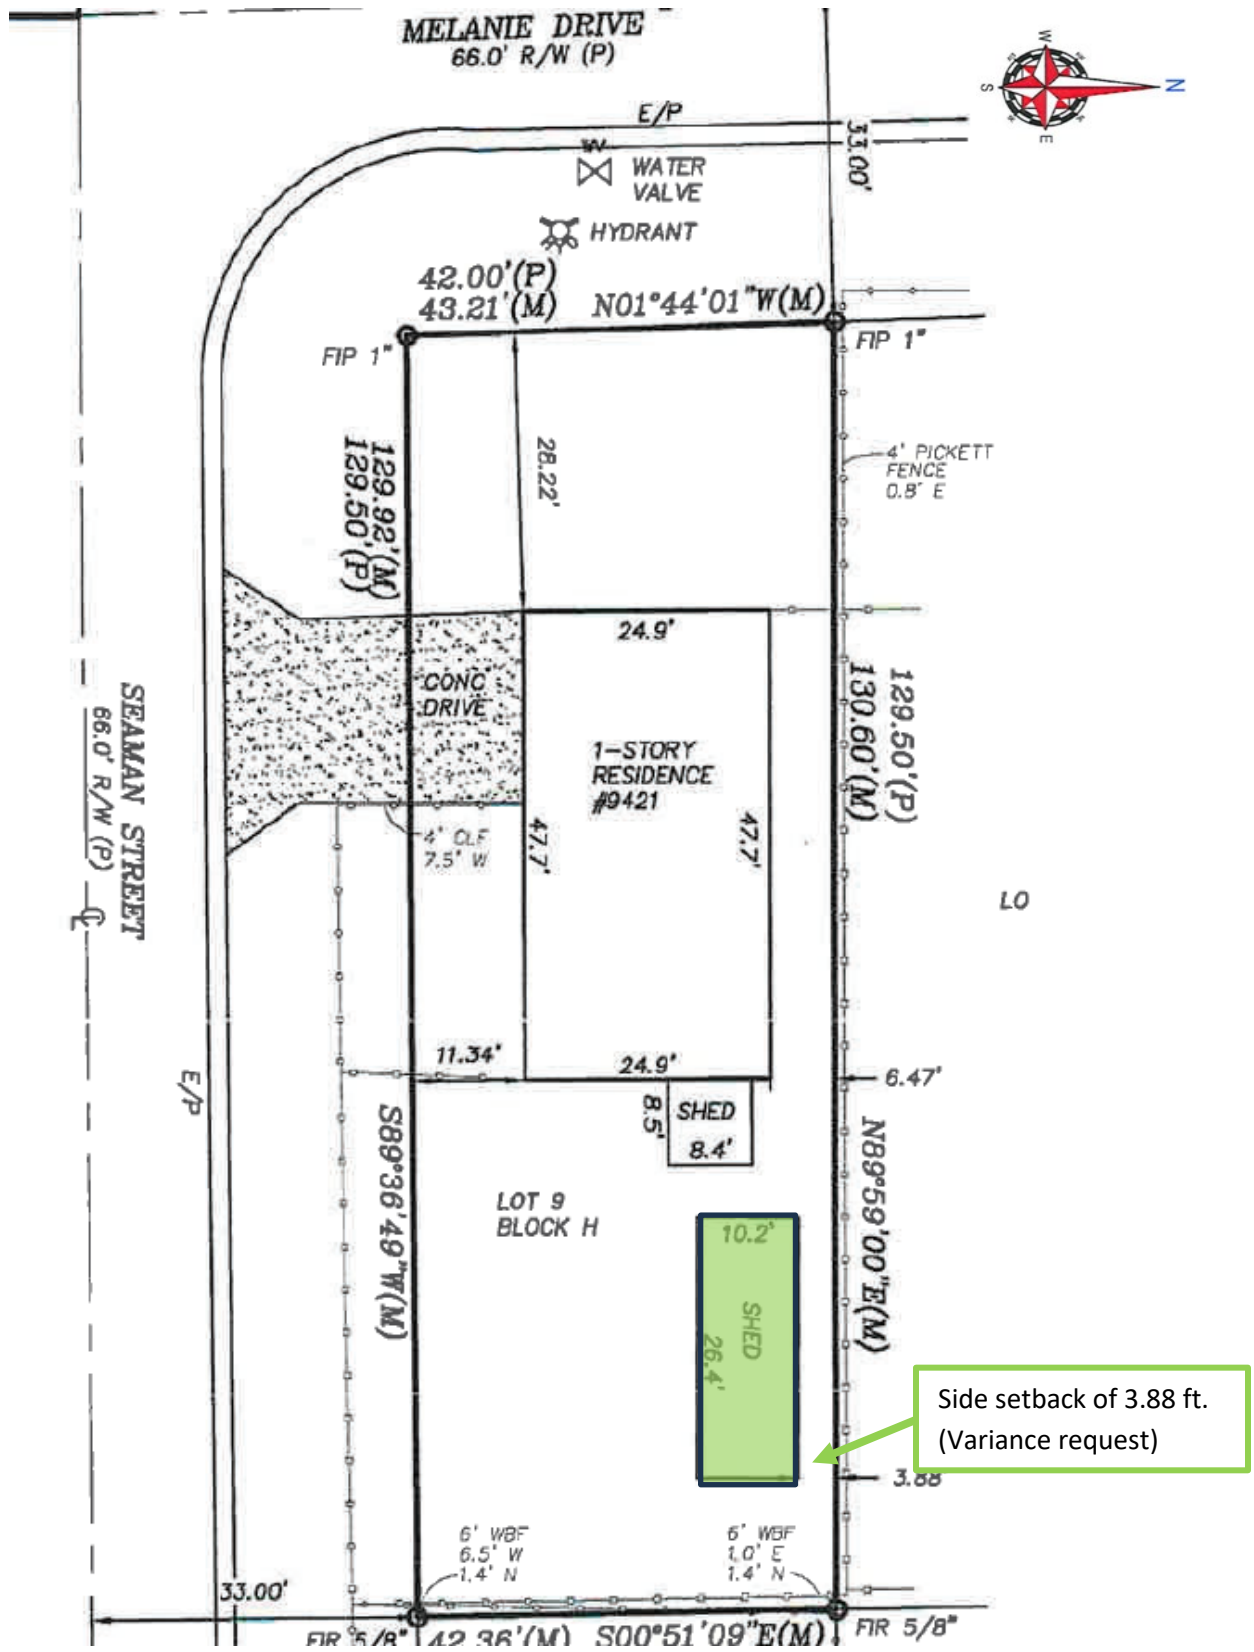 MELANIE DRIVE
66.0' R/W (P)
W
N
S
E
E/P
33.00'
W
WATER
VALVE
HYDRANT
42.00'(P)
43.21'(M)
N01°44'01"W(M)
FIP 1"
FIP 1"
28.22'
4' PICKETT
FENCE
0.8' E
129.92'(M)
129.50'(P)
24.9'
CONC
DRIVE
1-STORY
RESIDENCE
#9421
129.50'(P)
130.60'(M)
SEAMAN STREET
66.0' R/W (P)
CL
4' CLF
7.5' W
47.7'
47.7'
LO
11.34'
24.9'
6.47'
E/P
8.5'
SHED
8.4'
S89°36'49"W(M)
N89°59'00"E(M)
LOT 9
BLOCK H
10.2'
SHED
26.4'
Side setback of 3.88 ft.
(Variance request)
3.88
6' WBF
6.5' W
1.4' N
6' WBF
1.0' E
1.4' N
33.00'
FIR 5/8"
42.36'(M)
S00°51'09"E(M)
FIR 5/8"